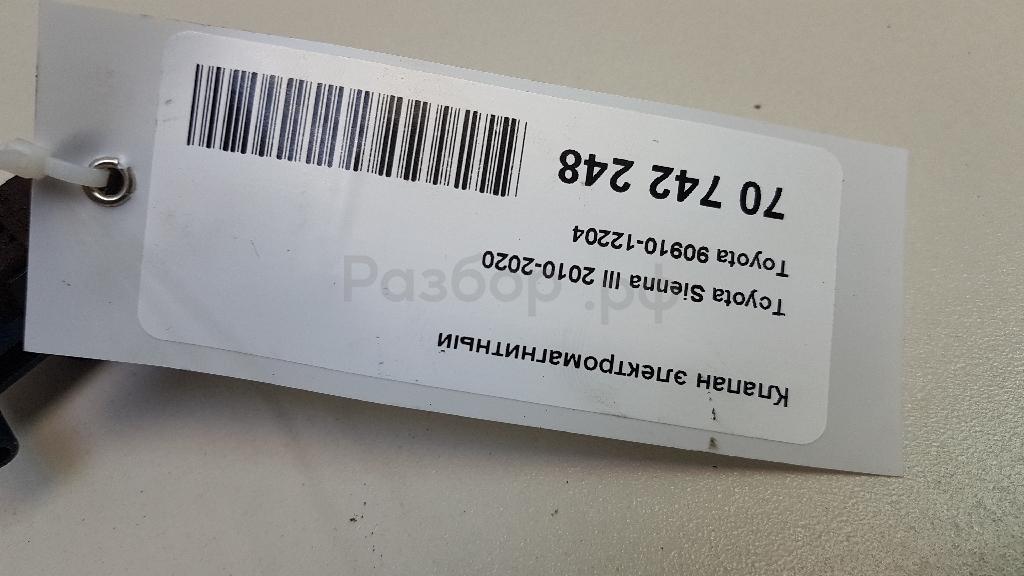 Клапан электромагнитный
Toyota Sienna III 2010-2020
Toyota 90910-12204
70 742 248
Разбор.рф